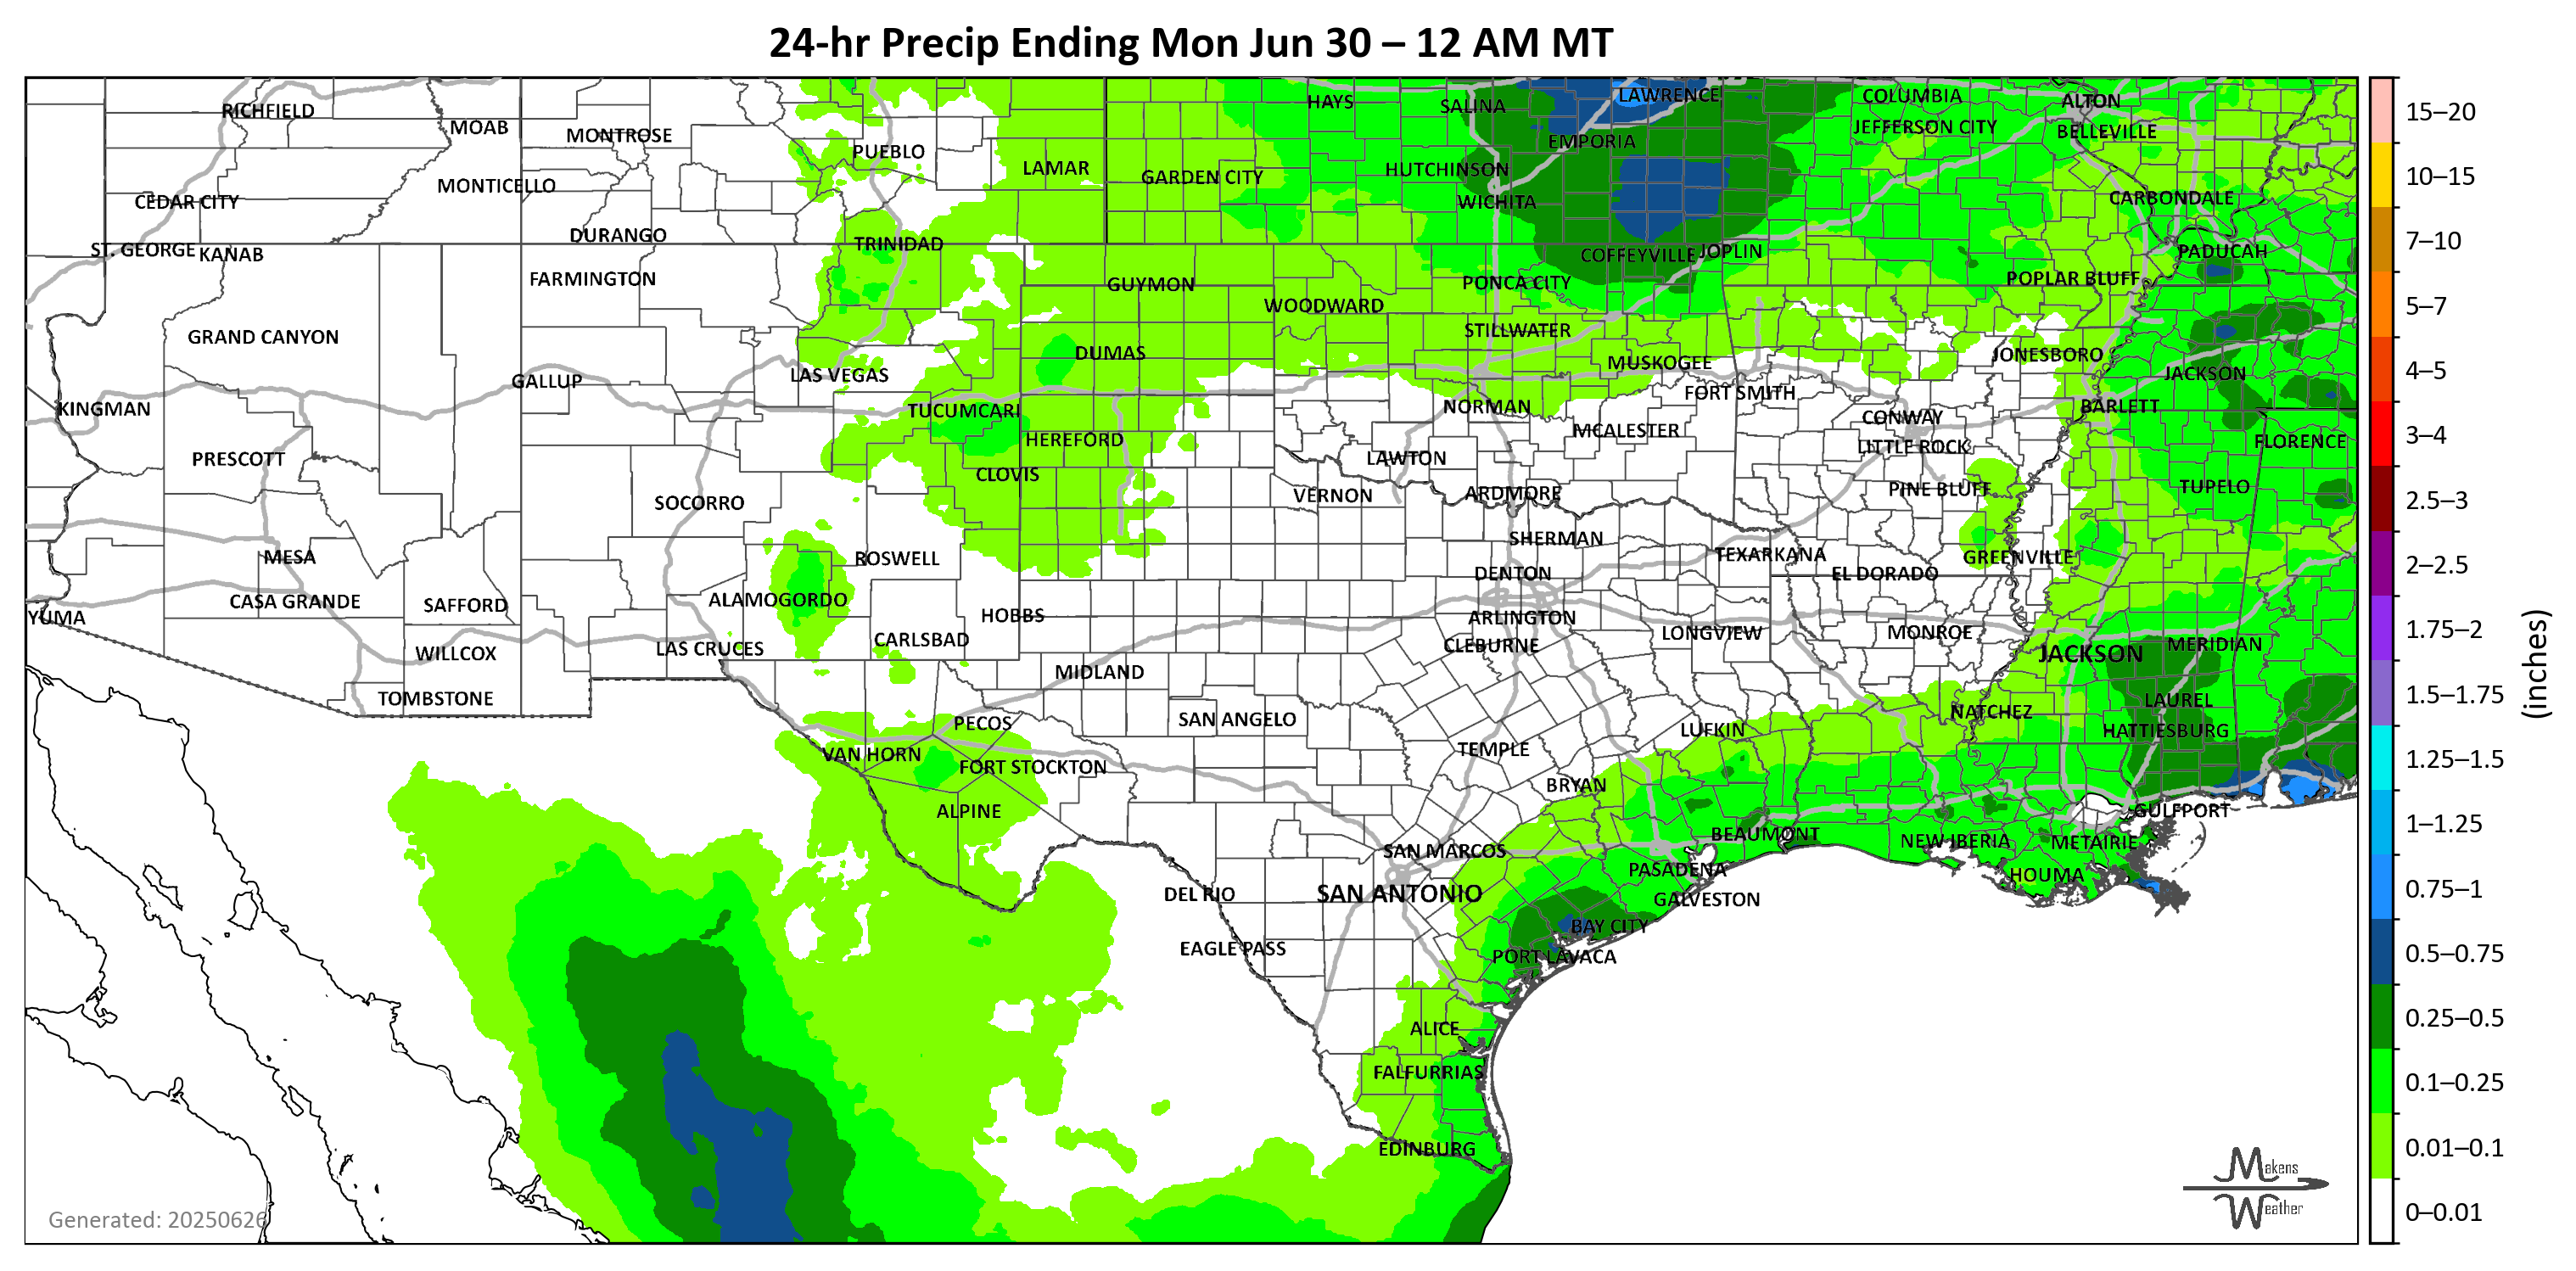 24-hr Precip Ending Mon Jun 30 – 12 AM MT
RICHFIELD
MOAB
MONTROSE
PUEBLO
LAMAR
HAYS
SALINA
LAWRENCE
COLUMBIA
ALTON
JEFFERSON CITY
BELLEVILLE
EMPORIA
MONTICELLO
GARDEN CITY
HUTCHINSON
WICHITA
CEDAR CITY
CARBONDALE
DURANGO
TRINIDAD
ST. GEORGE
KANAB
COFFEYVILLE
JOPLIN
PADUCAH
FARMINGTON
GUYMON
PONCA CITY
POPLAR BLUFF
WOODWARD
GRAND CANYON
STILLWATER
DUMAS
MUSKOGEE
JONESBORO
LAS VEGAS
JACKSON
GALLUP
FORT SMITH
KINGMAN
TUCUMCARI
NORMAN
CONWAY
BARLETT
HEREFORD
MCALESTER
LITTLE ROCK
FLORENCE
PRESCOTT
LAWTON
CLOVIS
SOCORRO
VERNON
ARDMORE
PINE BLUFF
TUPELO
SHERMAN
MESA
ROSWELL
TEXARKANA
GREENVILLE
DENTON
EL DORADO
CASA GRANDE
SAFFORD
ALAMOGORDO
YUMA
HOBBS
ARLINGTON
LONGVIEW
MONROE
WILLCOX
LAS CRUCES
CARLSBAD
CLEBURNE
JACKSON
MERIDIAN
MIDLAND
TOMBSTONE
LAUREL
PECOS
SAN ANGELO
NATCHEZ
LUFKIN
HATTIESBURG
VAN HORN
FORT STOCKTON
TEMPLE
BRYAN
ALPINE
GULFPORT
BEAUMONT
NEW IBERIA
METAIRIE
SAN MARCOS
PASADENA
HOUMA
DEL RIO
SAN ANTONIO
GALVESTON
BAY CITY
EAGLE PASS
PORT LAVACA
ALICE
FALFURRIAS
EDINBURG
Generated: 20250626
Makens
Weather
15–20
10–15
7–10
5–7
4–5
3–4
2.5–3
2–2.5
1.75–2
1.5–1.75
1.25–1.5
1–1.25
0.75–1
0.5–0.75
0.25–0.5
0.1–0.25
0.01–0.1
0–0.01
(inches)